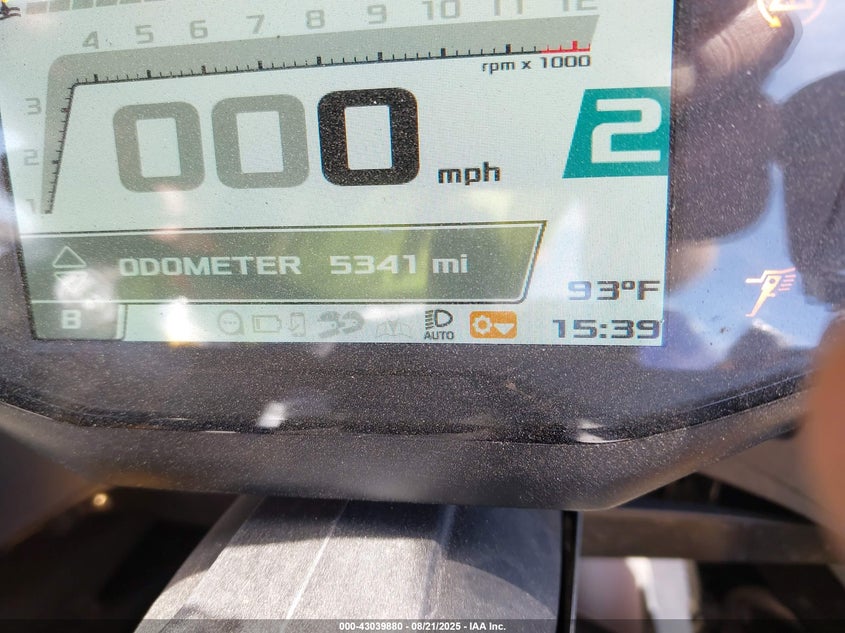 4 5 6 7 8 9 10 11 12
rpm x 1000
3
2
1
000 mph
2
ODOMETER 5341 mi
93°F
B
AUTO
15:39
000-43039880 - 08/21/2025 - IAA Inc.